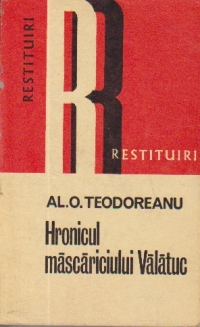 RESTITUIRI
RESTITUIRI
AL.O.TEODOREANU
Hronicul
măscăriciului Vălătuc